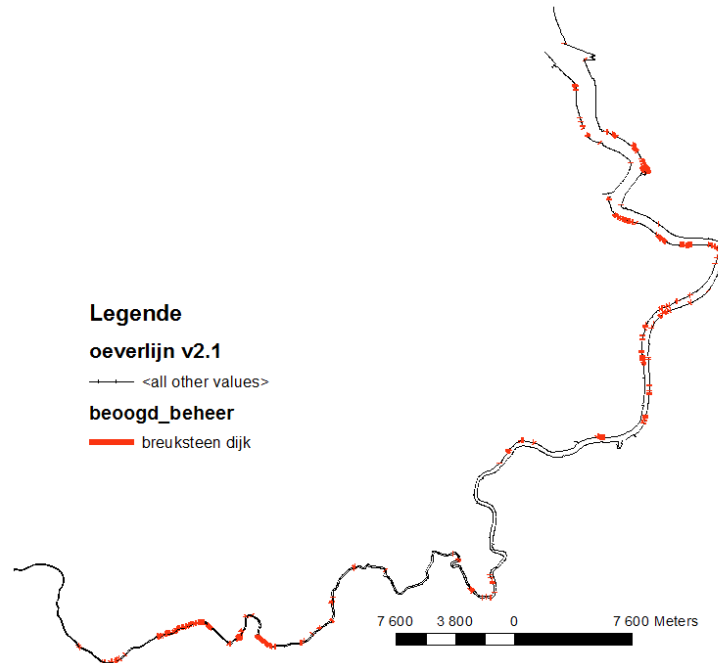 Legende
oeverlijn v2.1
<all other values>
beoogd_beheer
breuksteen dijk
7 600 3 800 0 7 600 Meters